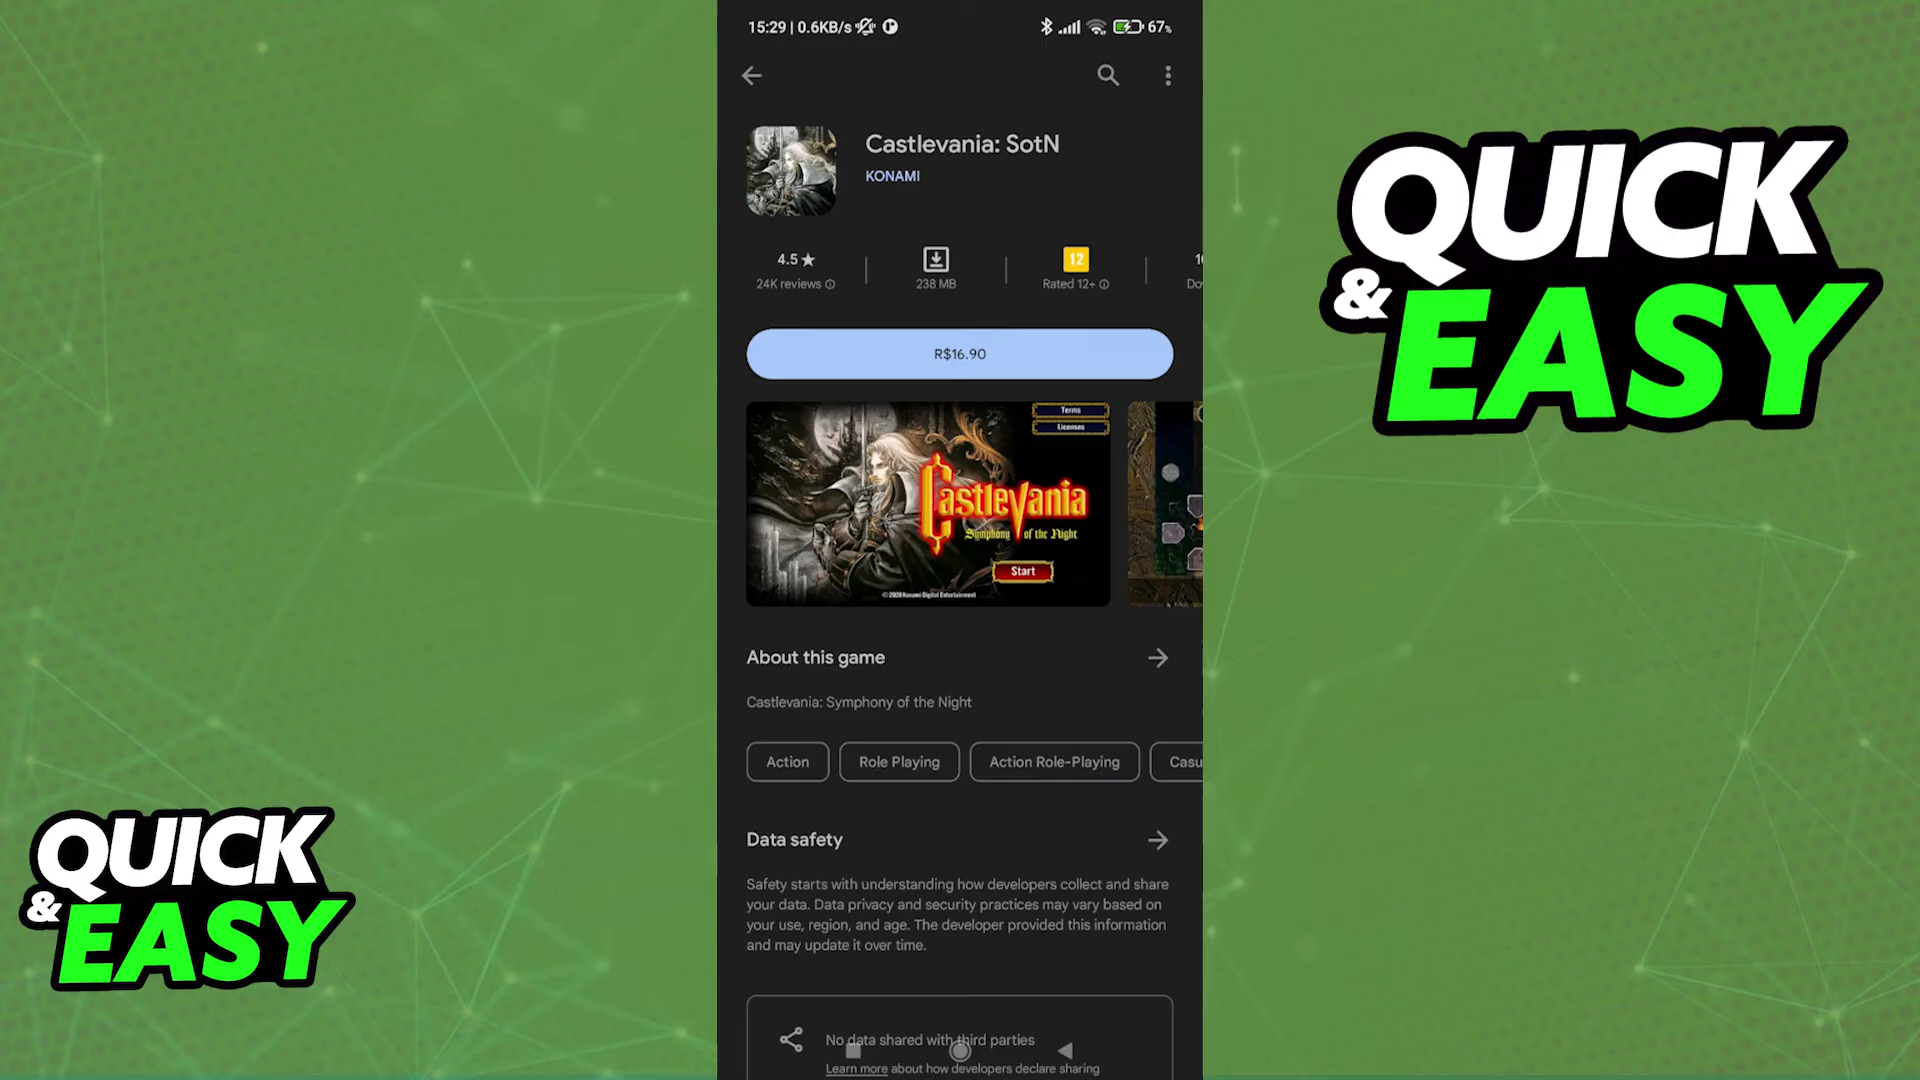 15:29 | 0.6KB/s
67%
Castlevania: SotN
KONAMI
4.5★
24K reviews
238 MB
12
Rated 12+
R$16.90
Terms
Licenses
Castlevania
Symphony of the Night
Start
©2020 Konami Digital Entertainment
About this game
Castlevania: Symphony of the Night
Action
Role Playing
Action Role-Playing
Casu
Data safety
Safety starts with understanding how developers collect and share
your data. Data privacy and security practices may vary based on
your use, region, and age. The developer provided this information
and may update it over time.
No data shared with third parties
Learn more about how developers declare sharing
QUICK
& EASY
QUICK
& EASY